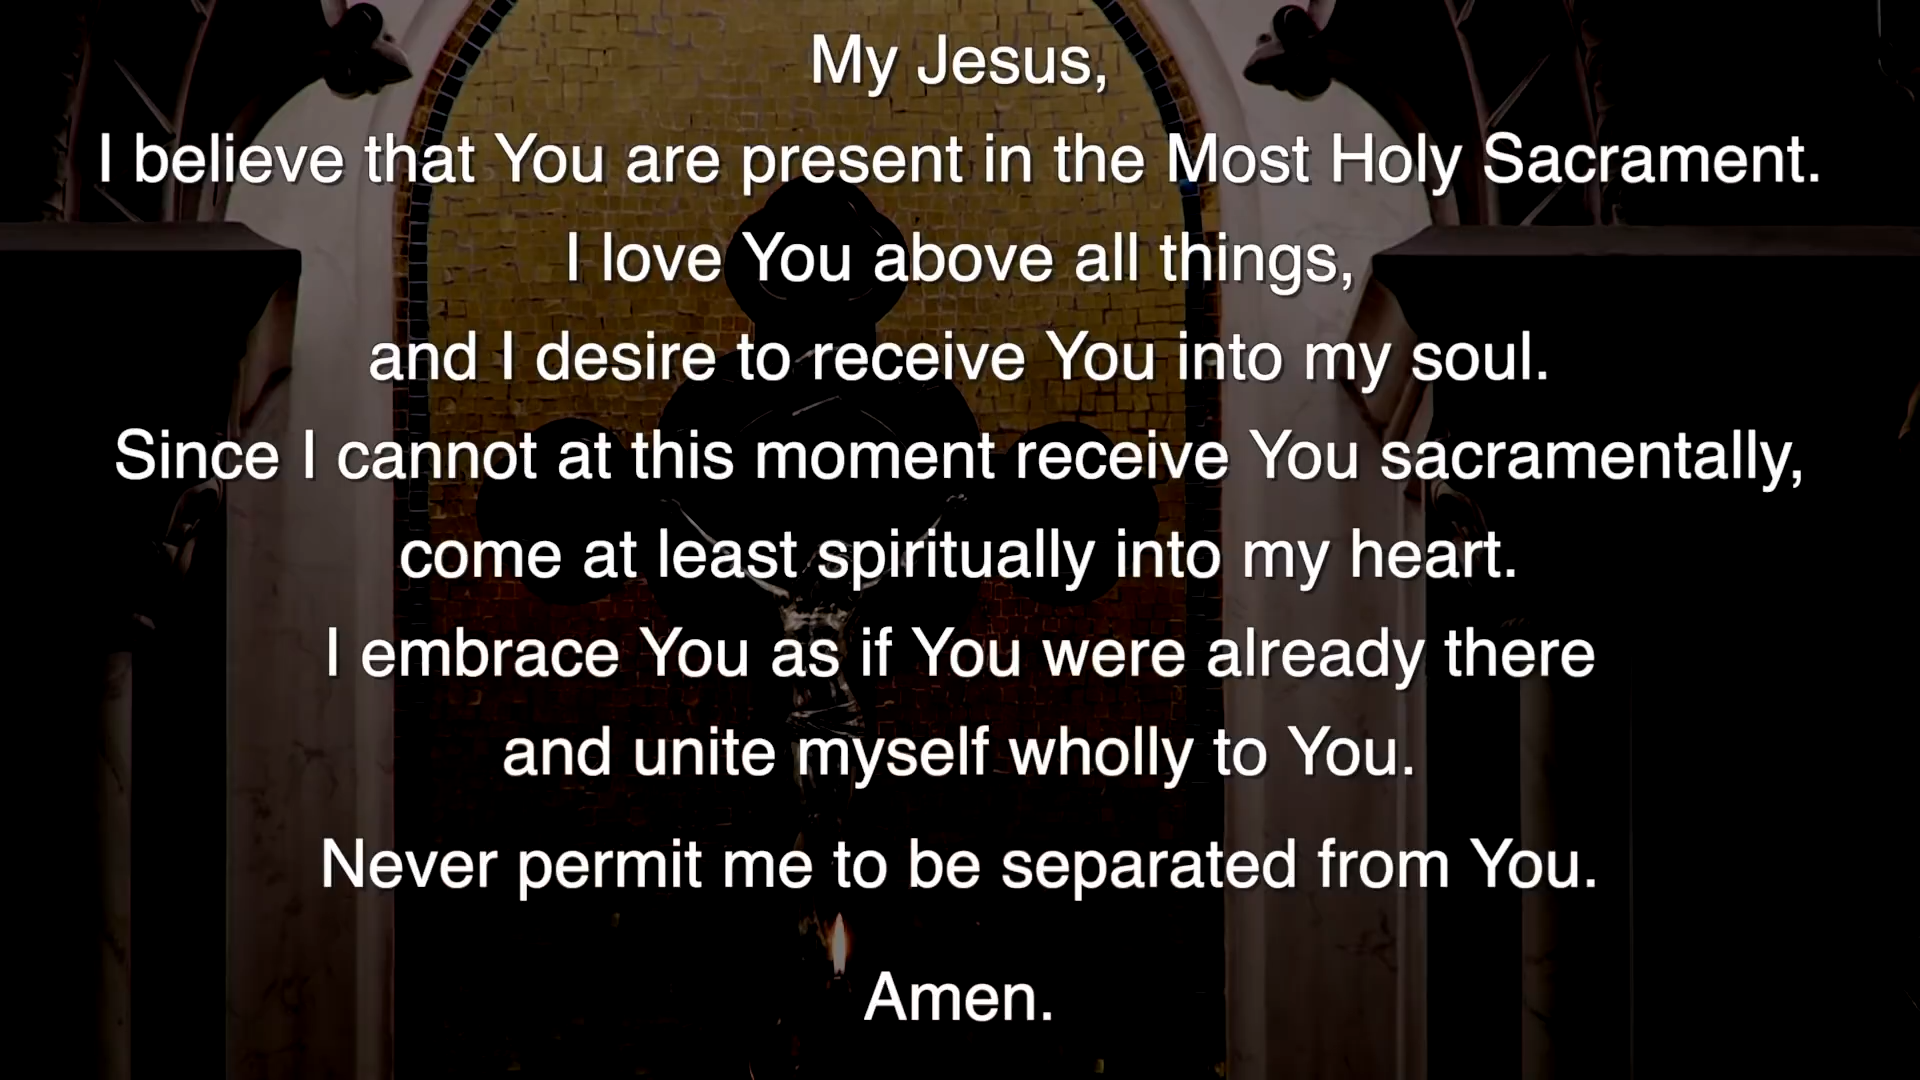 My Jesus,
I believe that You are present in the Most Holy Sacrament.
I love You above all things,
and I desire to receive You into my soul.
Since I cannot at this moment receive You sacramentally,
come at least spiritually into my heart.
I embrace You as if You were already there
and unite myself wholly to You.
Never permit me to be separated from You.
Amen.